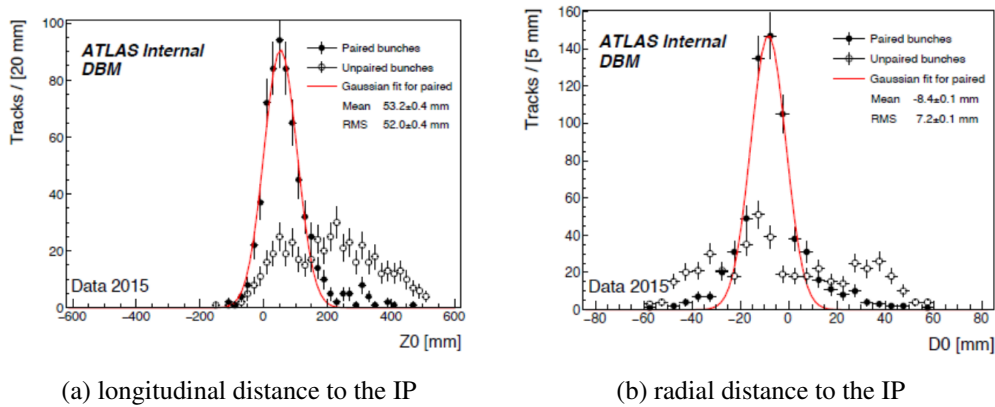 100
80
60
40
20
0
Tracks / [20 mm]
ATLAS Internal
DBM
Paired bunches
Unpaired bunches
Gaussian fit for paired
Mean 53.2±0.4 mm
RMS 52.0±0.4 mm
Data 2015
−600 −400 −200 0 200 400 600
Z0 [mm]
(a) longitudinal distance to the IP
160
140
120
100
80
60
40
20
0
Tracks / [5 mm]
ATLAS Internal
DBM
Paired bunches
Unpaired bunches
Gaussian fit for paired
Mean -8.4±0.1 mm
RMS 7.2±0.1 mm
Data 2015
−80 −60 −40 −20 0 20 40 60 80
D0 [mm]
(b) radial distance to the IP